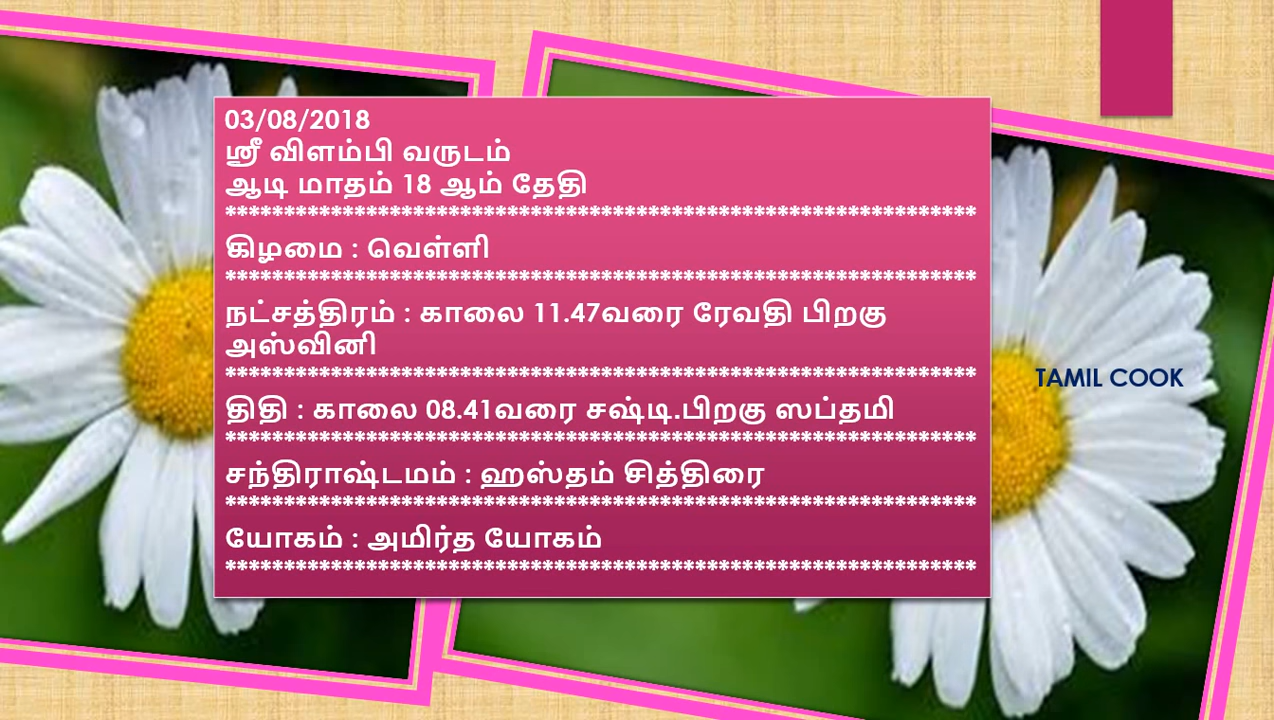 03/08/2018
ஸ்ரீ விளம்பி வருடம்
ஆடி மாதம் 18 ஆம் தேதி
*****************************************************************
கிழமை : வெள்ளி
*****************************************************************
நட்சத்திரம் : காலை 11.47வரை ரேவதி பிறகு
அஸ்வினி
*****************************************************************
திதி : காலை 08.41வரை சஷ்டி.பிறகு ஸப்தமி
*****************************************************************
சந்திராஷ்டமம் : ஹஸ்தம் சித்திரை
*****************************************************************
யோகம் : அமிர்த யோகம்
*****************************************************************
TAMIL COOK